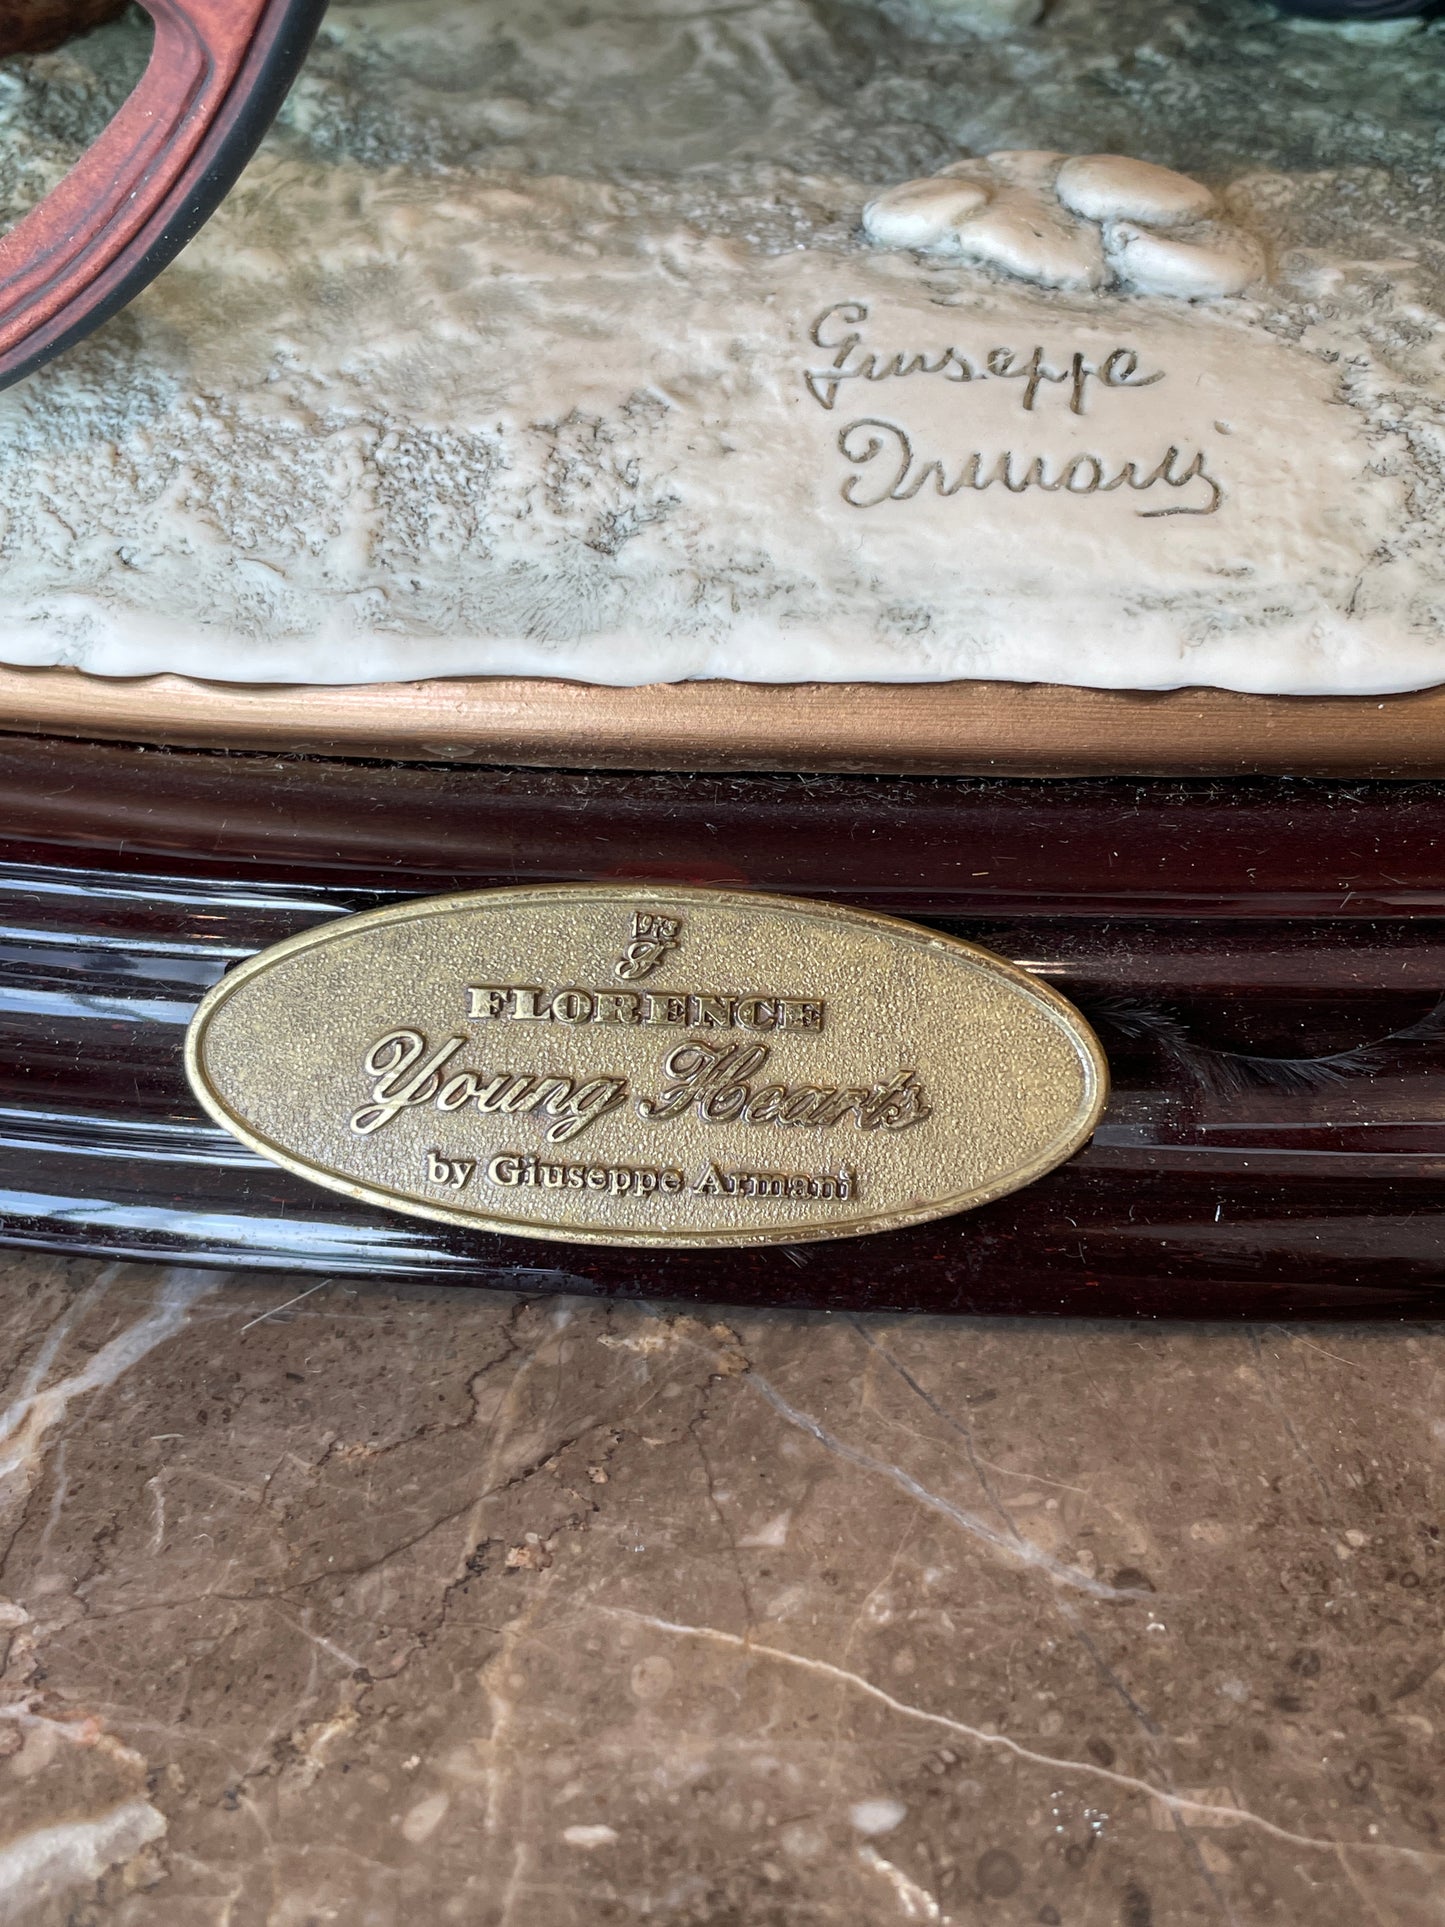 Giuseppe
Armani
1973
F
FLORENCE
Young Hearts
by Giuseppe Armani